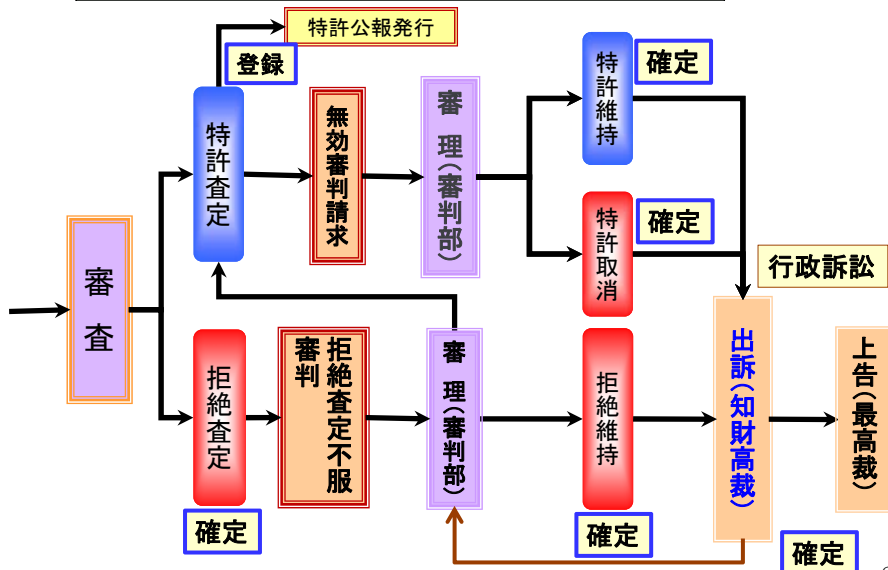 特許公報発行
登録
特許査定
無効審判請求
審理(審判部)
特許維持
確定
特許取消
確定
行政訴訟
審査
拒絶査定
確定
拒絶査定不服
審判
審理(審判部)
拒絶維持
確定
出訴(知財高裁)
確定
上告(最高裁)